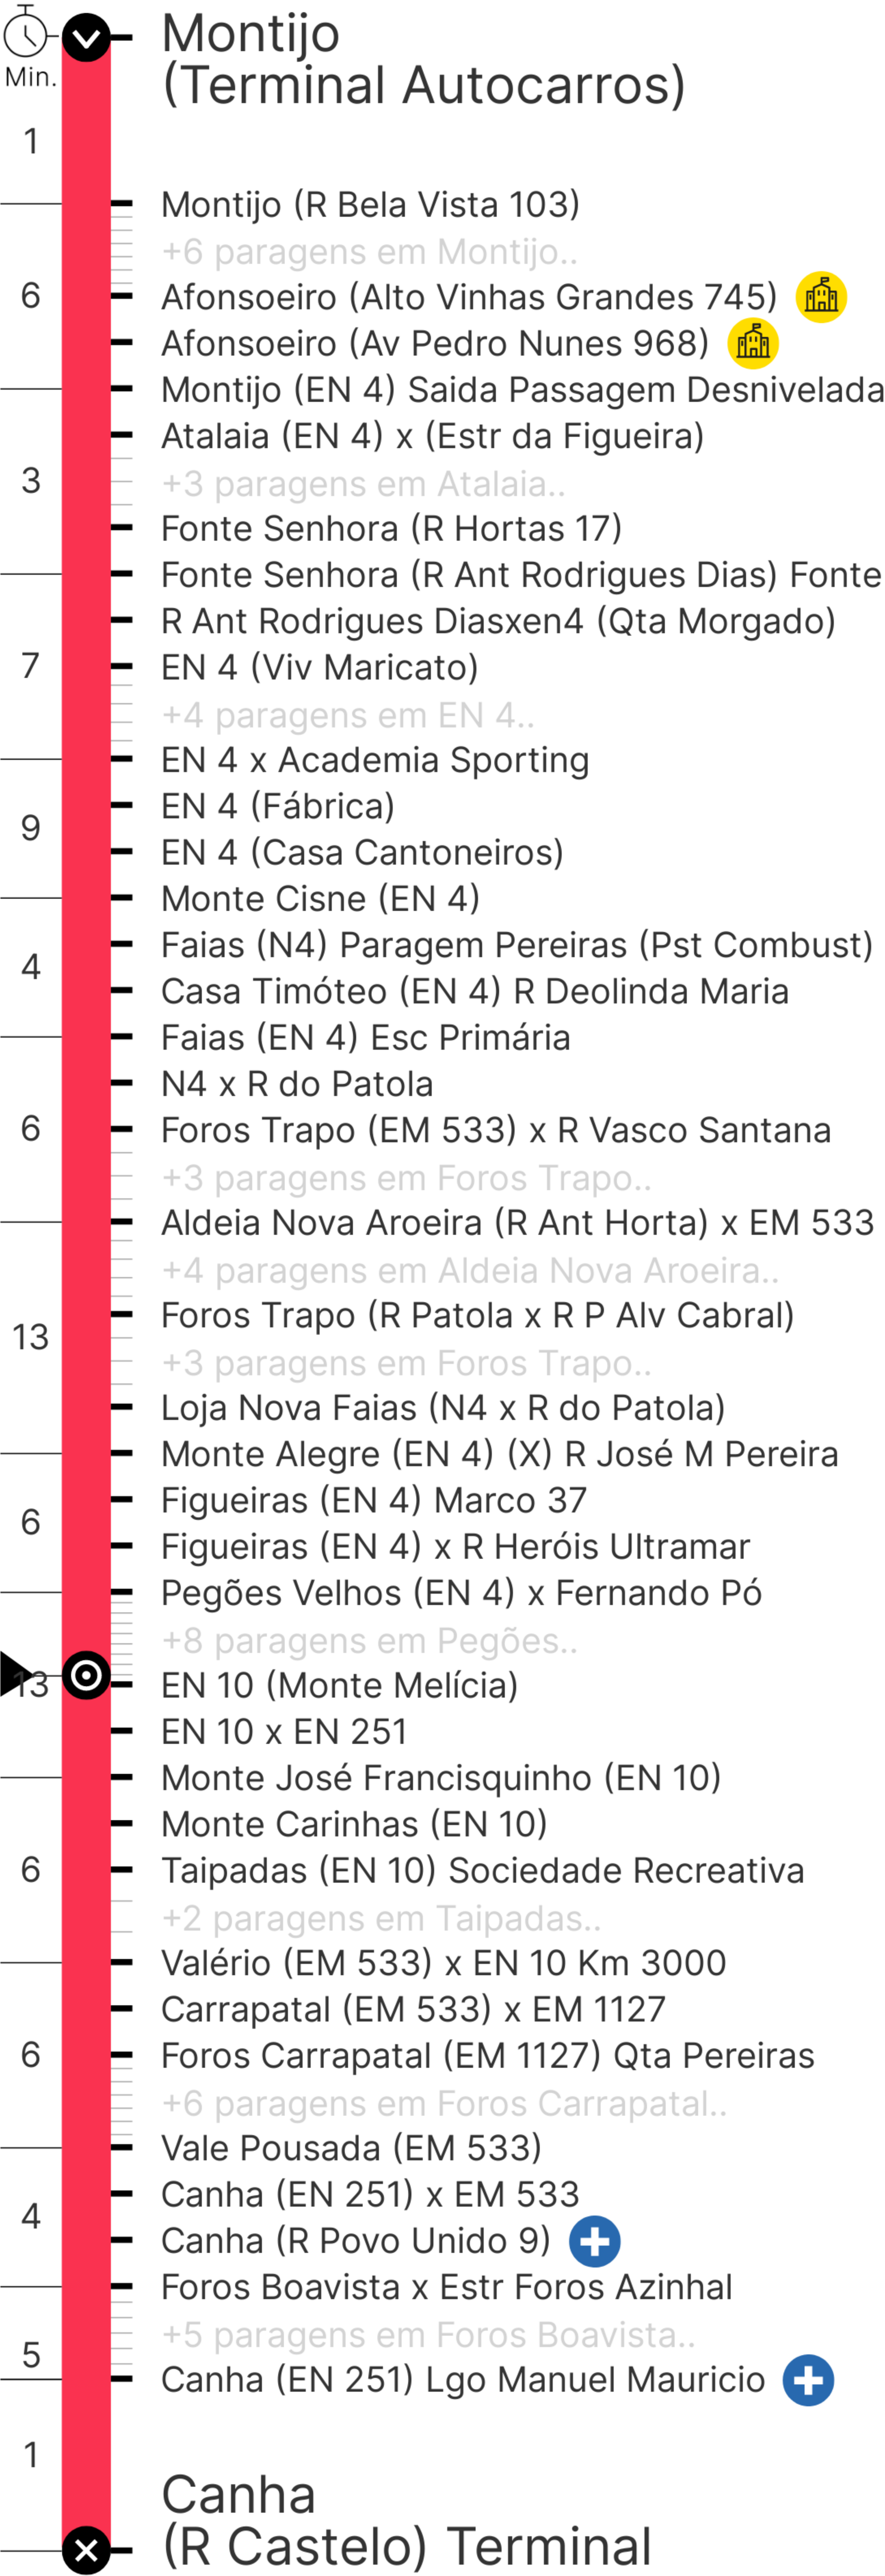 Montijo
(Terminal Autocarros)
Min.
1
Montijo (R Bela Vista 103)
+6 paragens em Montijo..
6
Afonsoeiro (Alto Vinhas Grandes 745)
Afonsoeiro (Av Pedro Nunes 968)
Montijo (EN 4) Saida Passagem Desnivelada
Atalaia (EN 4) x (Estr da Figueira)
3
+3 paragens em Atalaia..
Fonte Senhora (R Hortas 17)
Fonte Senhora (R Ant Rodrigues Dias) Fonte
R Ant Rodrigues Diasxen4 (Qta Morgado)
7
EN 4 (Viv Maricato)
+4 paragens em EN 4..
EN 4 x Academia Sporting
EN 4 (Fábrica)
9
EN 4 (Casa Cantoneiros)
Monte Cisne (EN 4)
Faias (N4) Paragem Pereiras (Pst Combust)
4
Casa Timóteo (EN 4) R Deolinda Maria
Faias (EN 4) Esc Primária
N4 x R do Patola
6
Foros Trapo (EM 533) x R Vasco Santana
+3 paragens em Foros Trapo..
Aldeia Nova Aroeira (R Ant Horta) x EM 533
+4 paragens em Aldeia Nova Aroeira..
Foros Trapo (R Patola x R P Alv Cabral)
13
+3 paragens em Foros Trapo..
Loja Nova Faias (N4 x R do Patola)
Monte Alegre (EN 4) (X) R José M Pereira
Figueiras (EN 4) Marco 37
6
Figueiras (EN 4) x R Heróis Ultramar
Pegões Velhos (EN 4) x Fernando Pó
+8 paragens em Pegões..
13
EN 10 (Monte Melícia)
EN 10 x EN 251
Monte José Francisquinho (EN 10)
Monte Carinhas (EN 10)
6
Taipadas (EN 10) Sociedade Recreativa
+2 paragens em Taipadas..
Valério (EM 533) x EN 10 Km 3000
Carrapatal (EM 533) x EM 1127
6
Foros Carrapatal (EM 1127) Qta Pereiras
+6 paragens em Foros Carrapatal..
Vale Pousada (EM 533)
Canha (EN 251) x EM 533
4
Canha (R Povo Unido 9)
Foros Boavista x Estr Foros Azinhal
+5 paragens em Foros Boavista..
5
Canha (EN 251) Lgo Manuel Mauricio
1
Canha
(R Castelo) Terminal